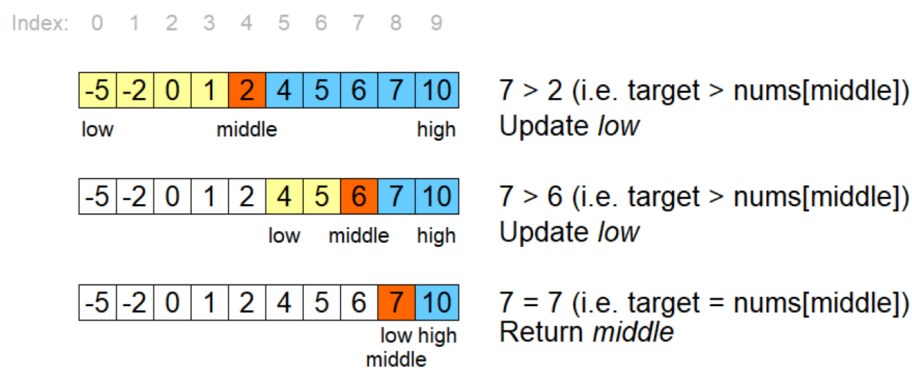 Index: 0 1 2 3 4 5 6 7 8 9
-5 -2 0 1 2 4 5 6 7 10 7 > 2 (i.e. target > nums[middle])
low middle high Update low
-5 -2 0 1 2 4 5 6 7 10 7 > 6 (i.e. target > nums[middle])
low middle high Update low
-5 -2 0 1 2 4 5 6 7 10 7 = 7 (i.e. target = nums[middle])
low high Return middle
middle